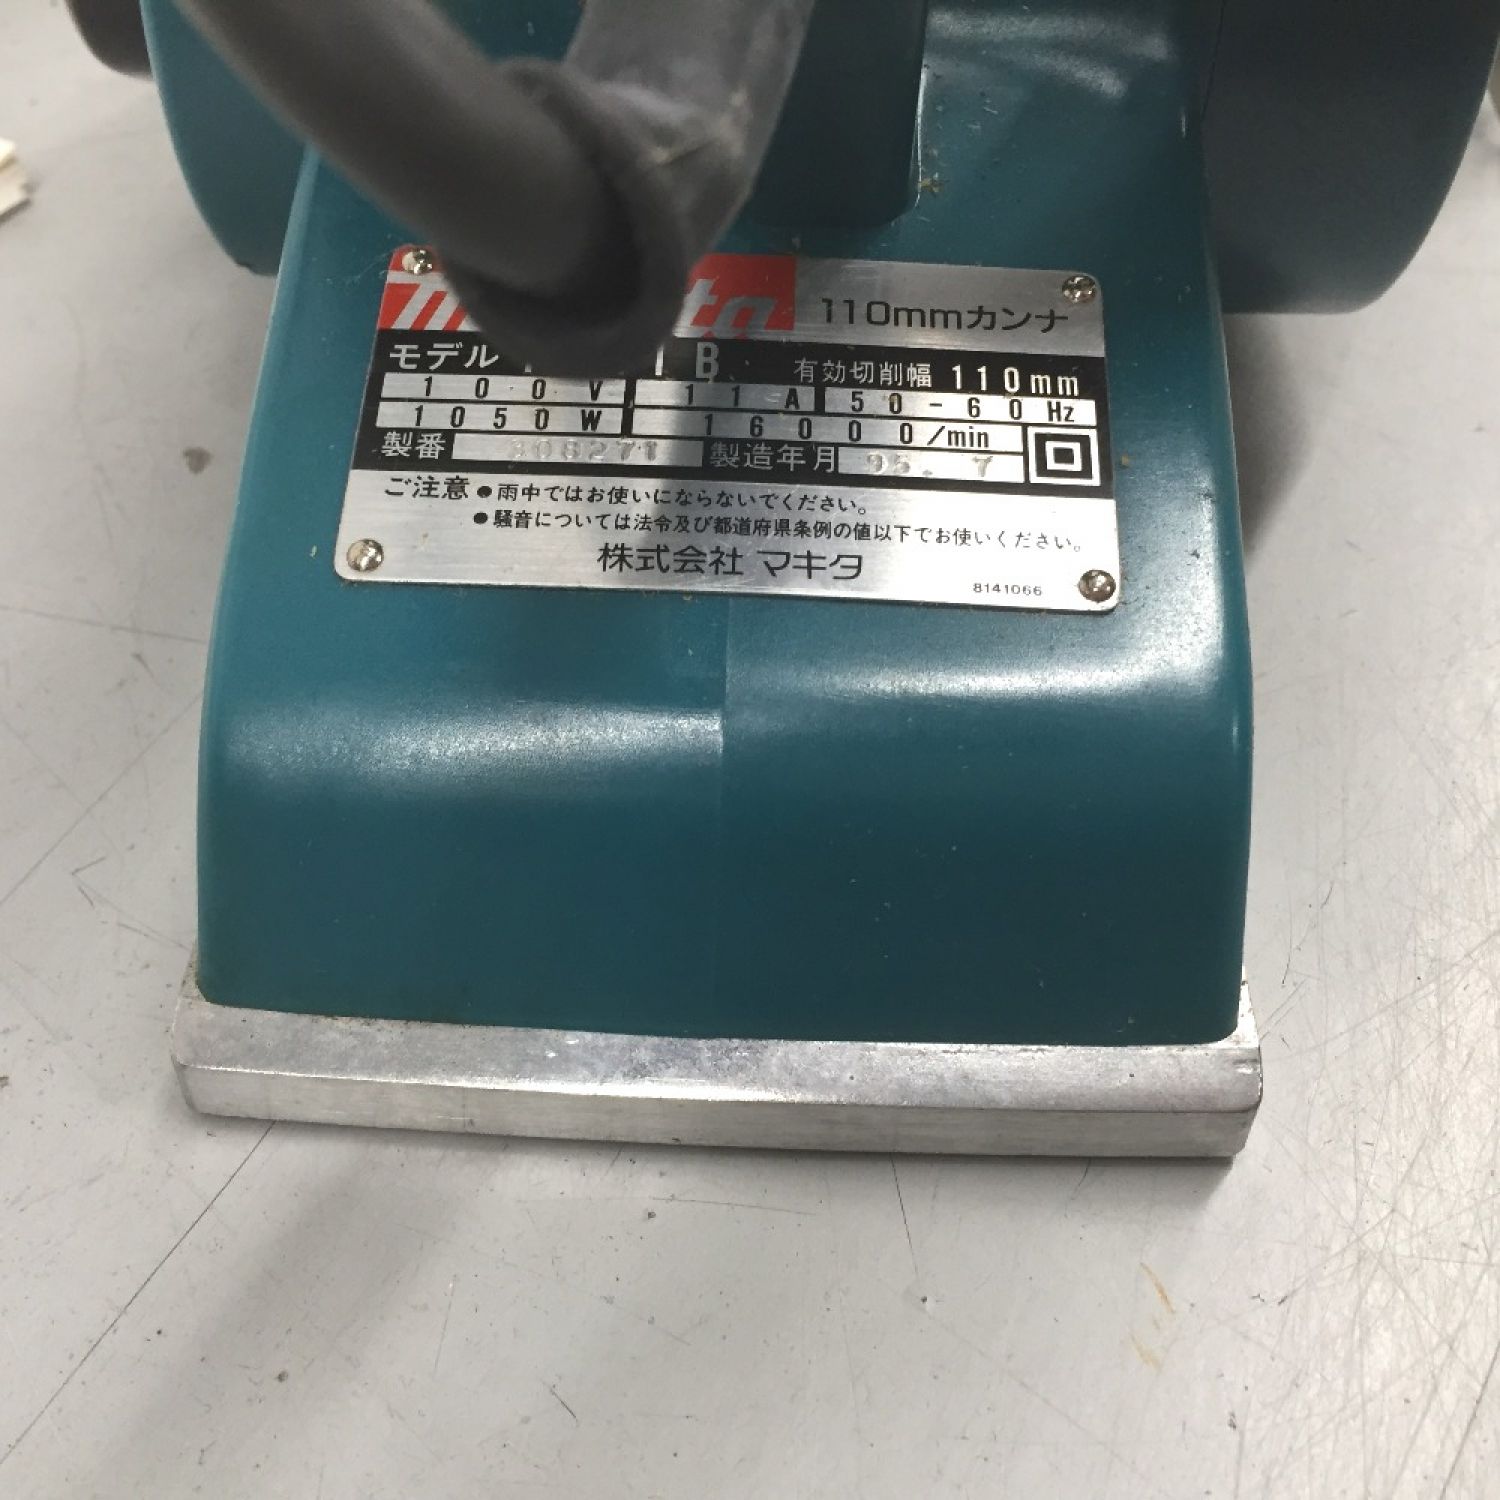 110mmカンナ
モデル B 有効切削幅 110mm
100V 11A 50-60Hz
1050W 16000/min
製番 308271 製造年月 95. 7
ご注意 ●雨中ではお使いにならないでください。
●騒音については法令及び都道府県条例の値以下でお使いください。
株式会社 マキタ
8141066